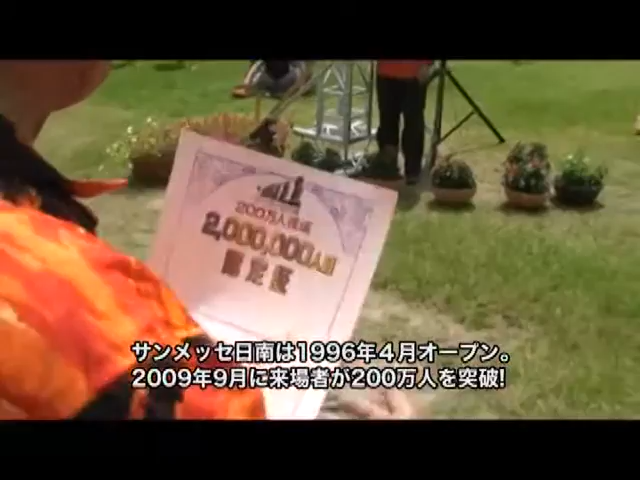 200万人達成
2,000,000人目
認定証
サンメッセ日南は1996年4月オープン。
2009年9月に来場者が200万人を突破!